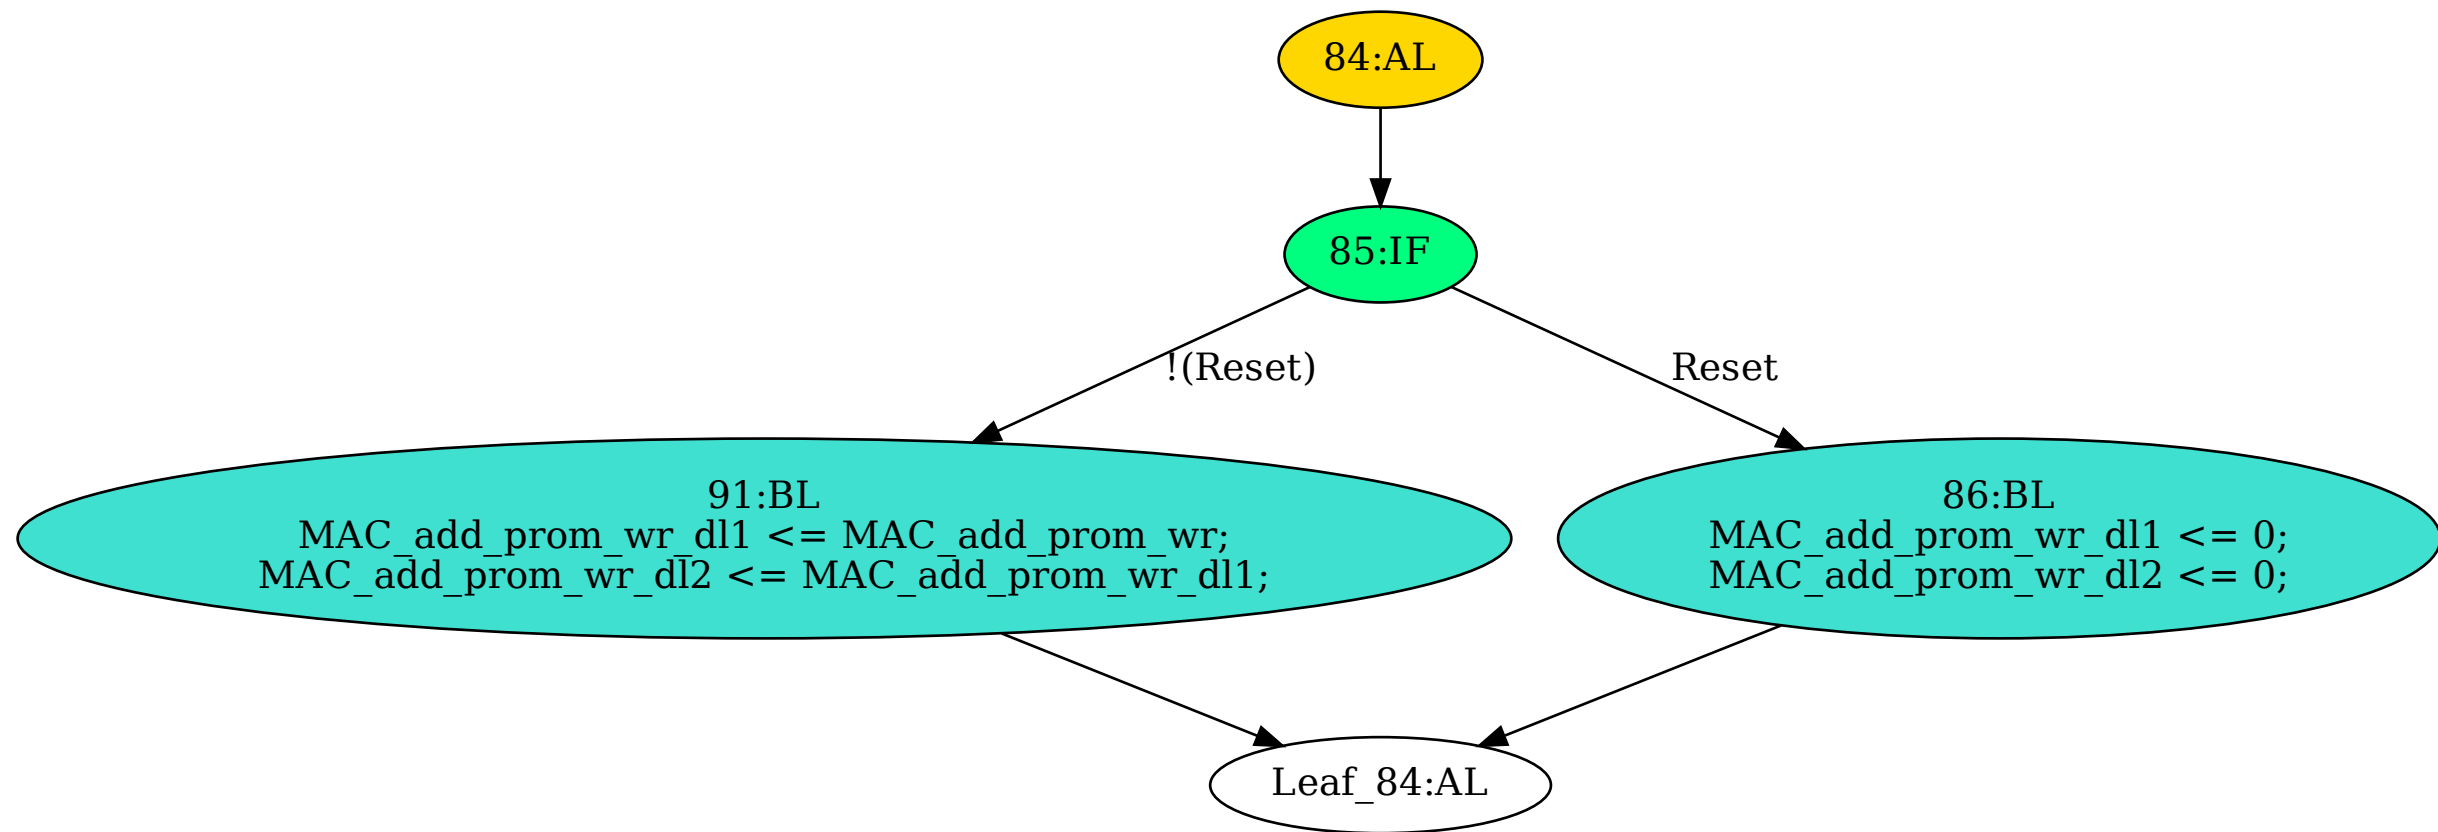 84:AL
85:IF
!(Reset)
Reset
91:BL
MAC_add_prom_wr_dl1 <= MAC_add_prom_wr;
MAC_add_prom_wr_dl2 <= MAC_add_prom_wr_dl1;
86:BL
MAC_add_prom_wr_dl1 <= 0;
MAC_add_prom_wr_dl2 <= 0;
Leaf_84:AL